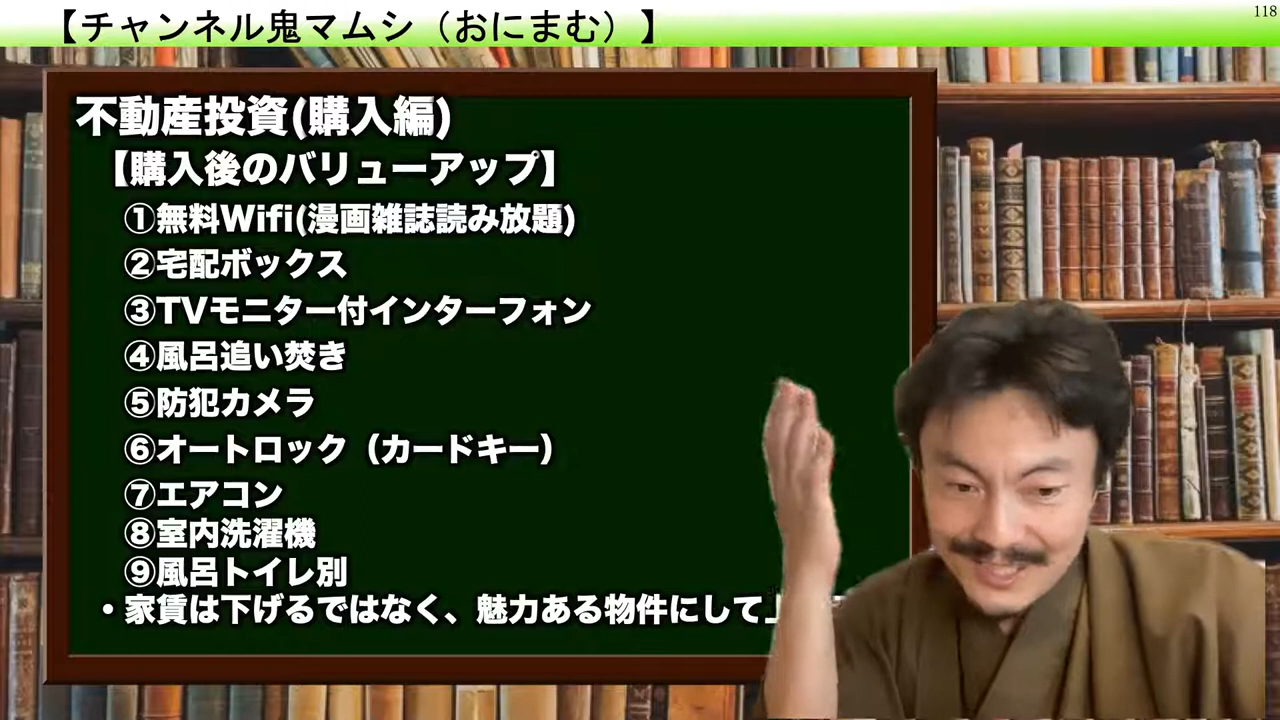 【チャンネル鬼マムシ（おにまむ）】
118
不動産投資(購入編)
【購入後のバリューアップ】
①無料Wifi(漫画雑誌読み放題)
②宅配ボックス
③TVモニター付インターフォン
④風呂追い焚き
⑤防犯カメラ
⑥オートロック（カードキー）
⑦エアコン
⑧室内洗濯機
⑨風呂トイレ別
・家賃は下げるではなく、魅力ある物件にして